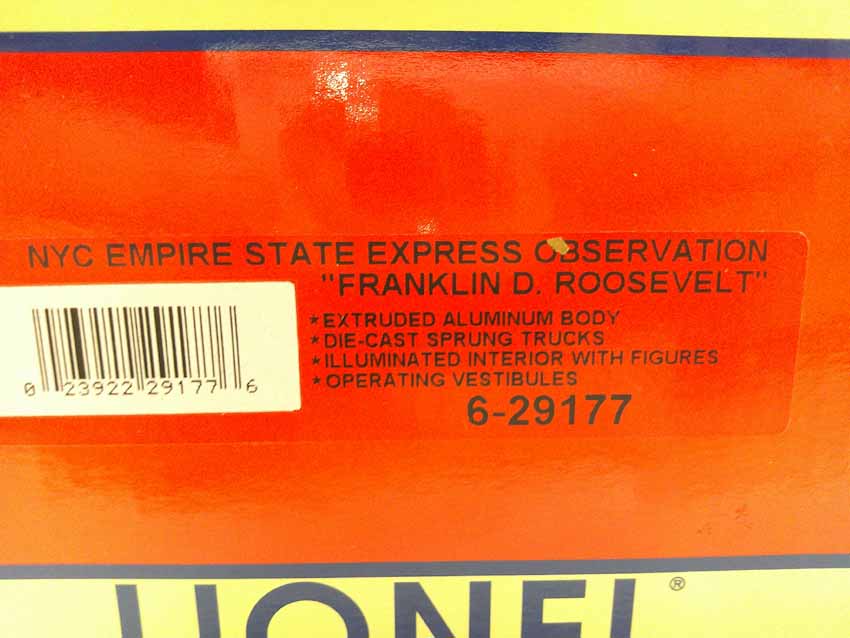 NYC EMPIRE STATE EXPRESS OBSERVATION
"FRANKLIN D. ROOSEVELT"
*EXTRUDED ALUMINUM BODY
*DIE-CAST SPRUNG TRUCKS
*ILLUMINATED INTERIOR WITH FIGURES
*OPERATING VESTIBULES
6-29177
0 23922 29177 6
LIONEL®